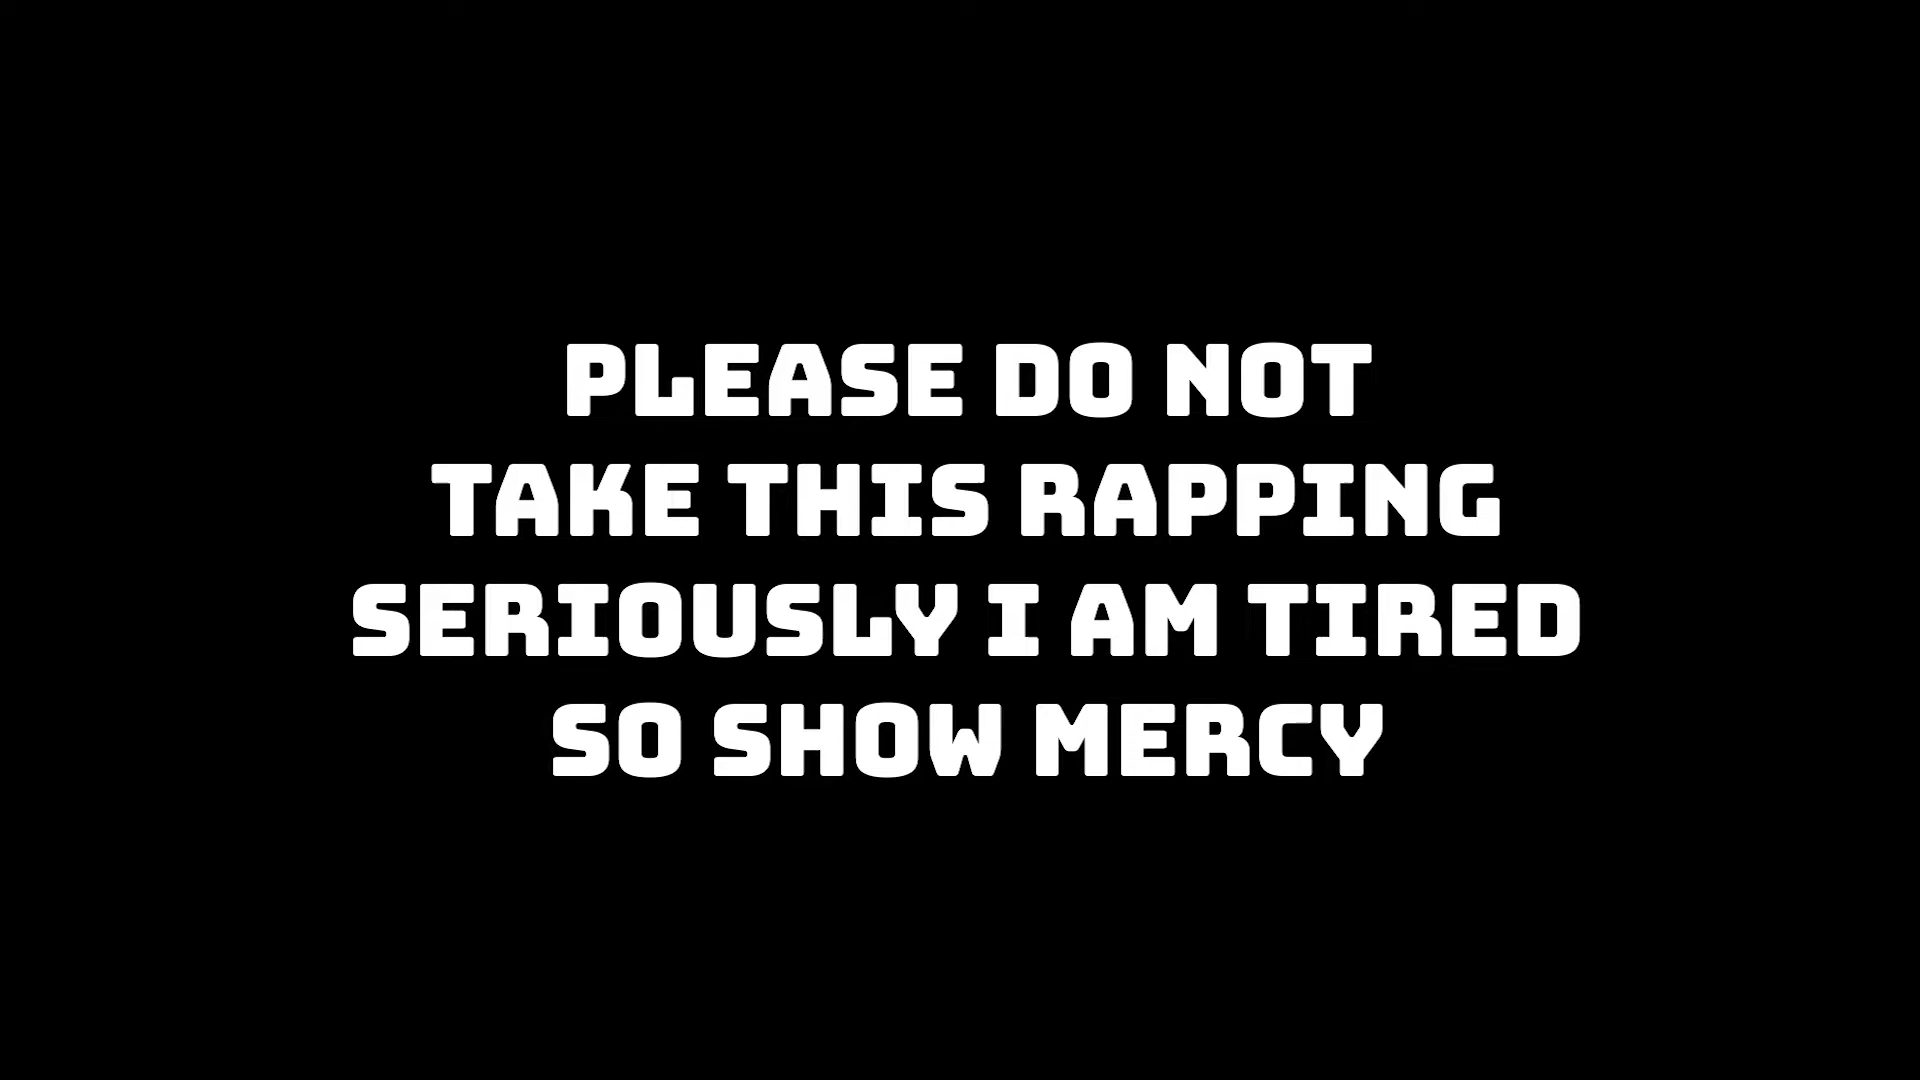 PLEASE DO NOT
TAKE THIS RAPPING
SERIOUSLY I AM TIRED
SO SHOW MERCY